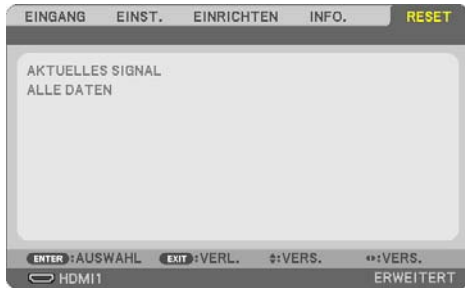 EINGANG EINST. EINRICHTEN INFO. RESET
AKTUELLES SIGNAL
ALLE DATEN
ENTER :AUSWAHL EXIT :VERL. :VERS. :VERS.
HDMI1 ERWEITERT